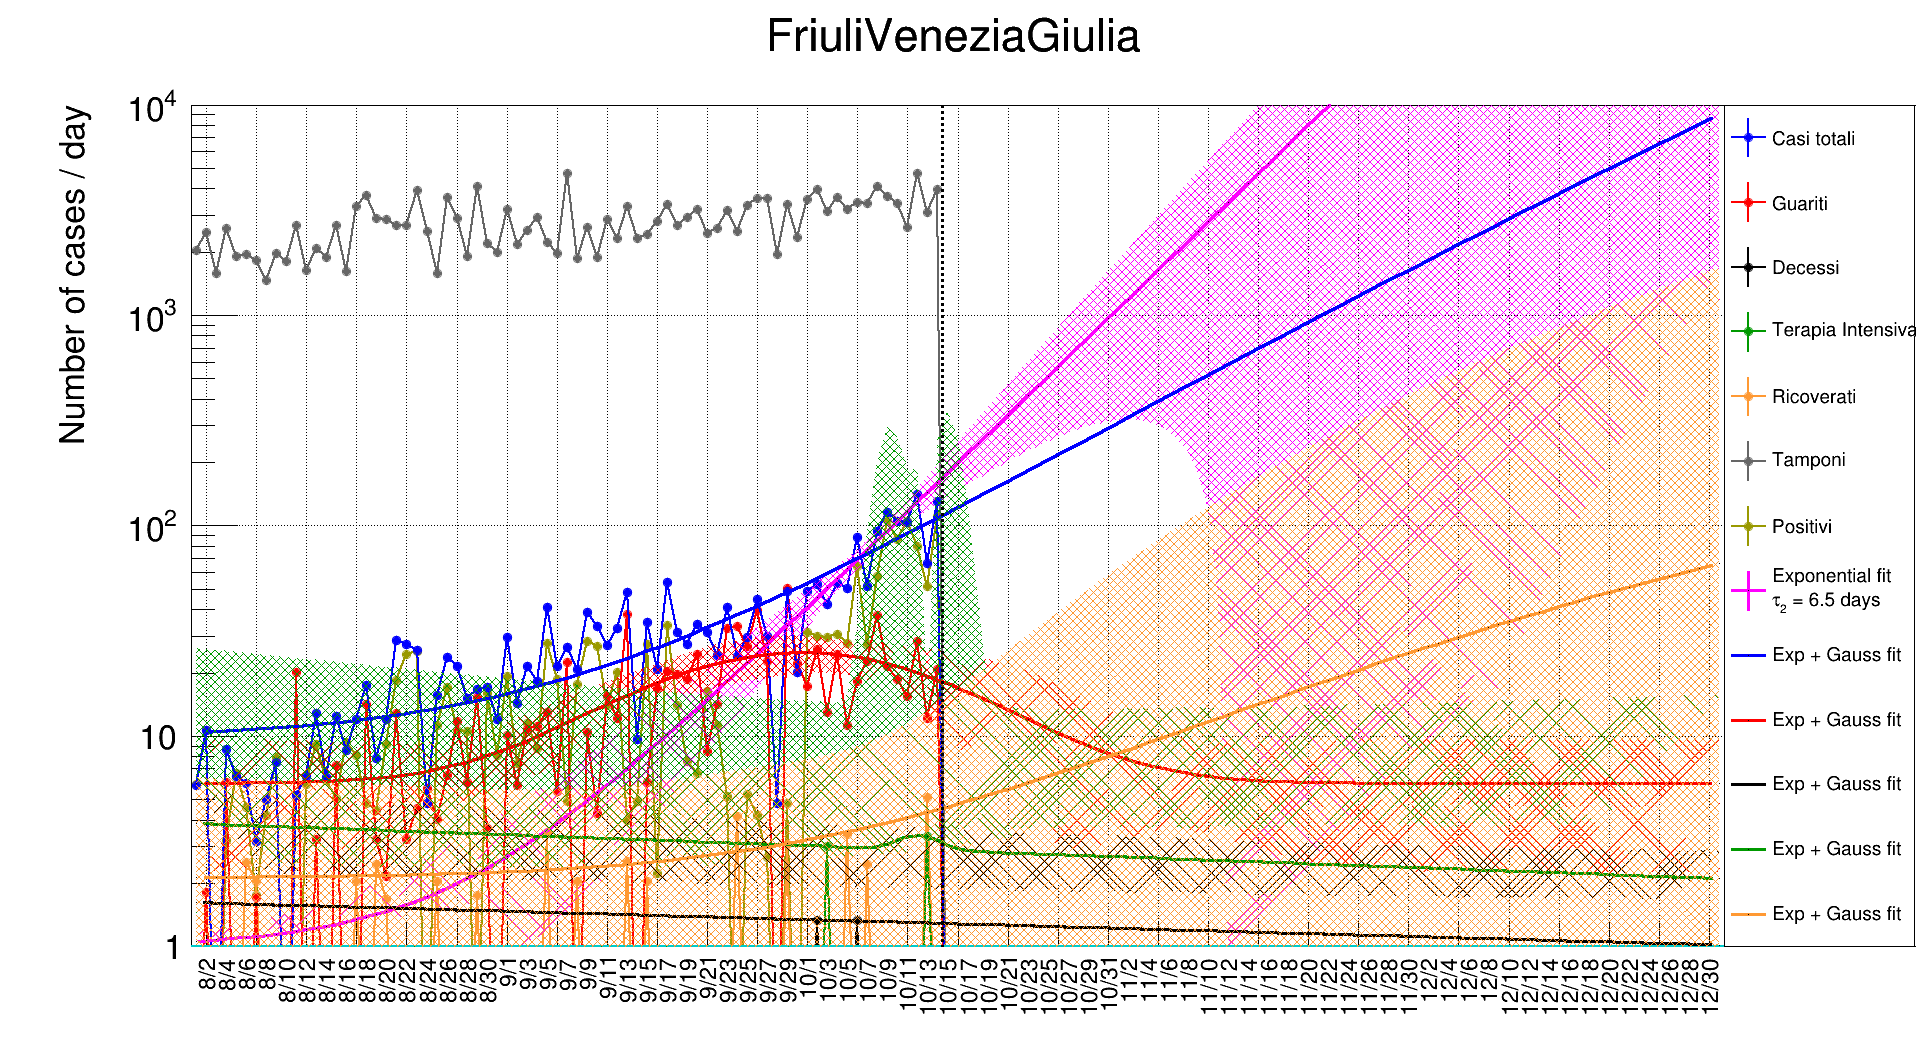 FriuliVeneziaGiulia
Number of cases / day
10^4
10^3
10^2
10
1
8/2 8/4 8/6 8/8 8/10 8/12 8/14 8/16 8/18 8/20 8/22 8/24 8/26 8/28 8/30 9/1 9/3 9/5 9/7 9/9 9/11 9/13 9/15 9/17 9/19 9/21 9/23 9/25 9/27 9/29 10/1 10/3 10/5 10/7 10/9 10/11 10/13 10/15 10/17 10/19 10/21 10/23 10/25 10/27 10/29 10/31 11/2 11/4 11/6 11/8 11/10 11/12 11/14 11/16 11/18 11/20 11/22 11/24 11/26 11/28 11/30 12/2 12/4 12/6 12/8 12/10 12/12 12/14 12/16 12/18 12/20 12/22 12/24 12/26 12/28 12/30
Casi totali
Guariti
Decessi
Terapia Intensiva
Ricoverati
Tamponi
Positivi
Exponential fit
τ2 = 6.5 days
Exp + Gauss fit
Exp + Gauss fit
Exp + Gauss fit
Exp + Gauss fit
Exp + Gauss fit